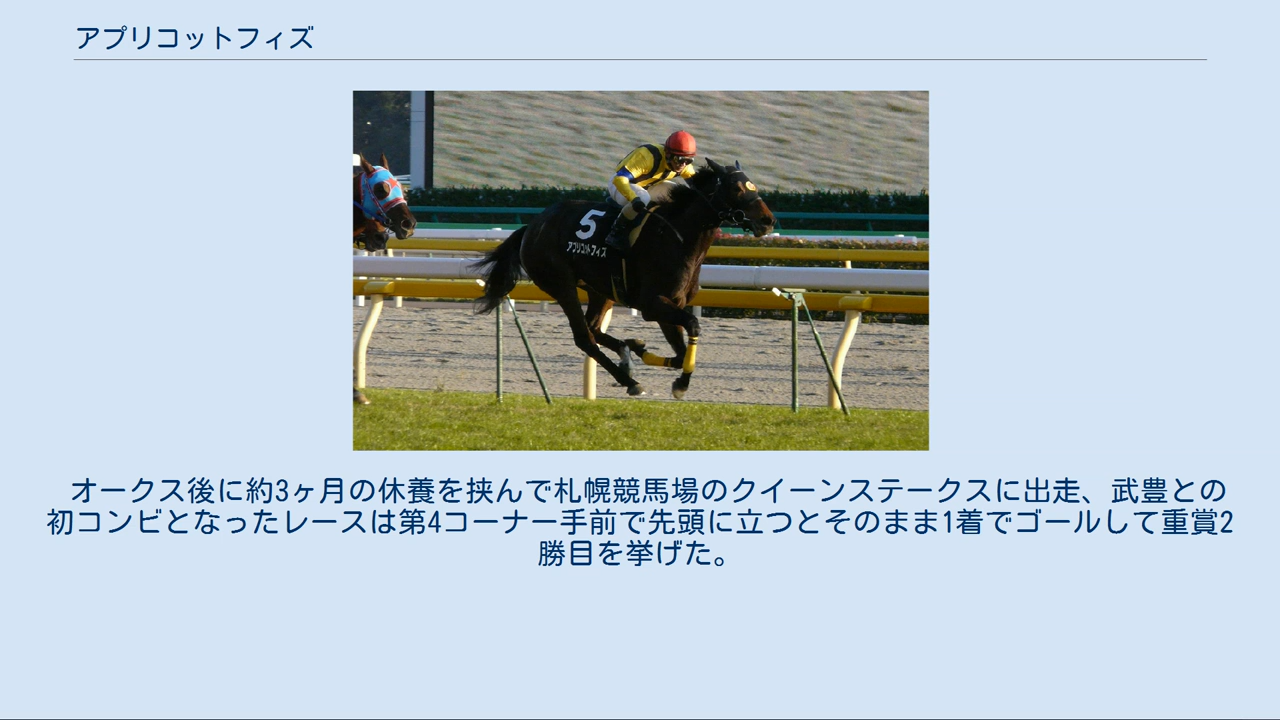 アプリコットフィズ
5
アプリコットフィズ
オークス後に約3ヶ月の休養を挟んで札幌競馬場のクイーンステークスに出走、武豊との
初コンビとなったレースは第4コーナー手前で先頭に立つとそのまま1着でゴールして重賞2
勝目を挙げた。